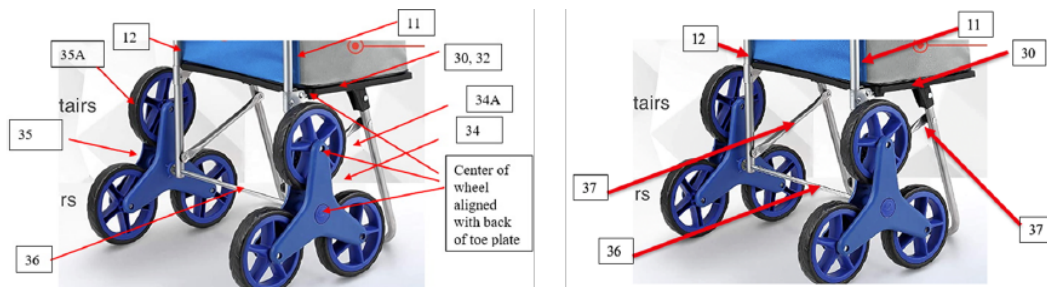 12
11
35A
30, 32
tairs
34A
35
34
Center of
wheel
aligned
with back
of toe plate
rs
36
12
11
30
tairs
37
rs
36
37